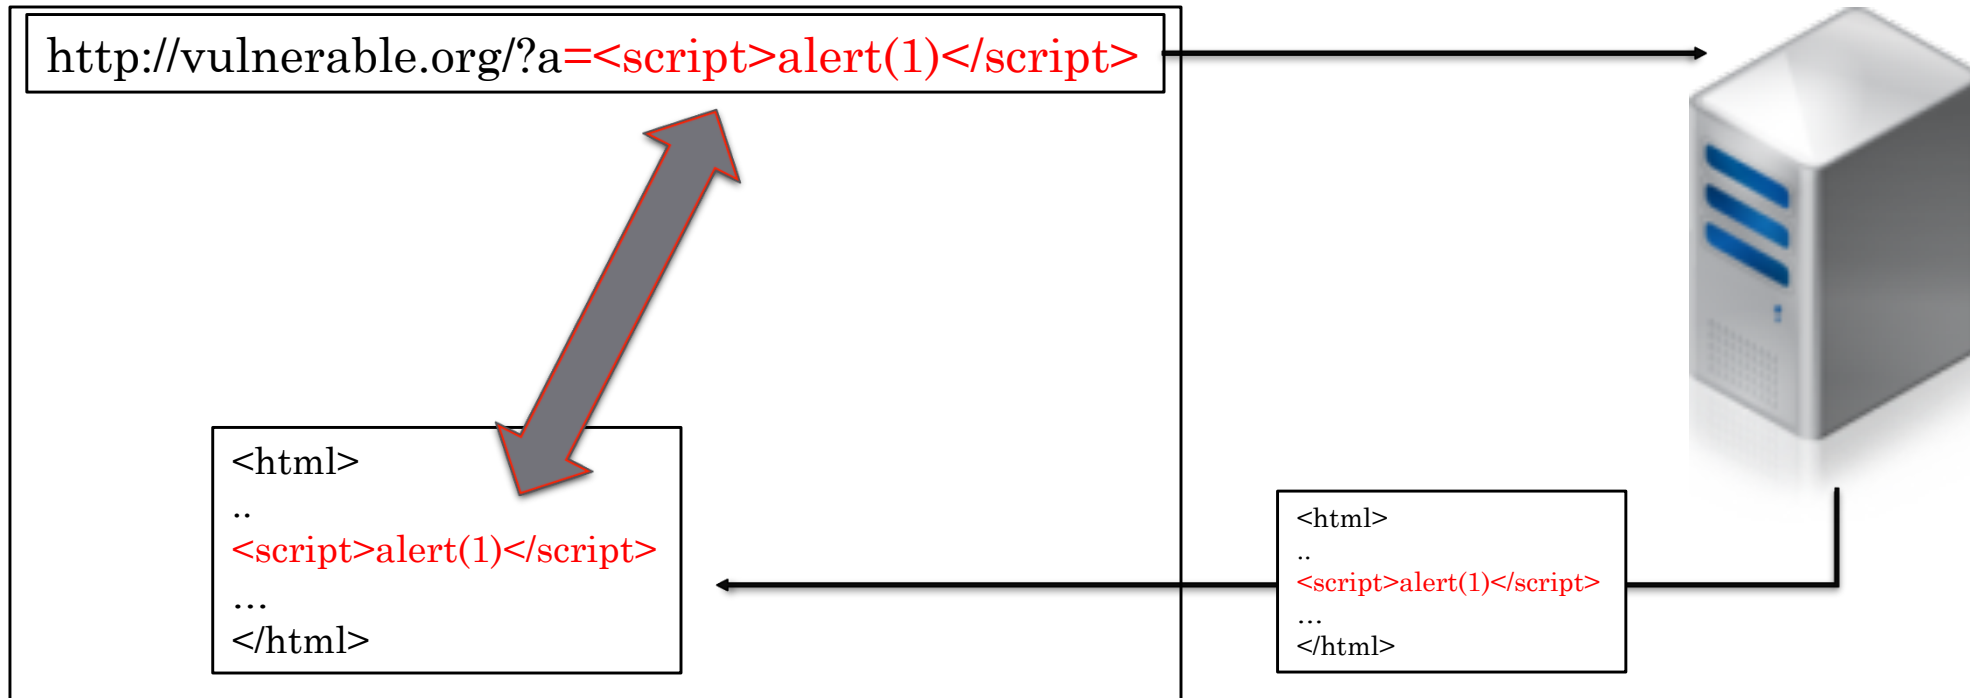 http://vulnerable.org/?a=<script>alert(1)</script>
<html>
..
<script>alert(1)</script>
...
</html>
<html>
..
<script>alert(1)</script>
...
</html>